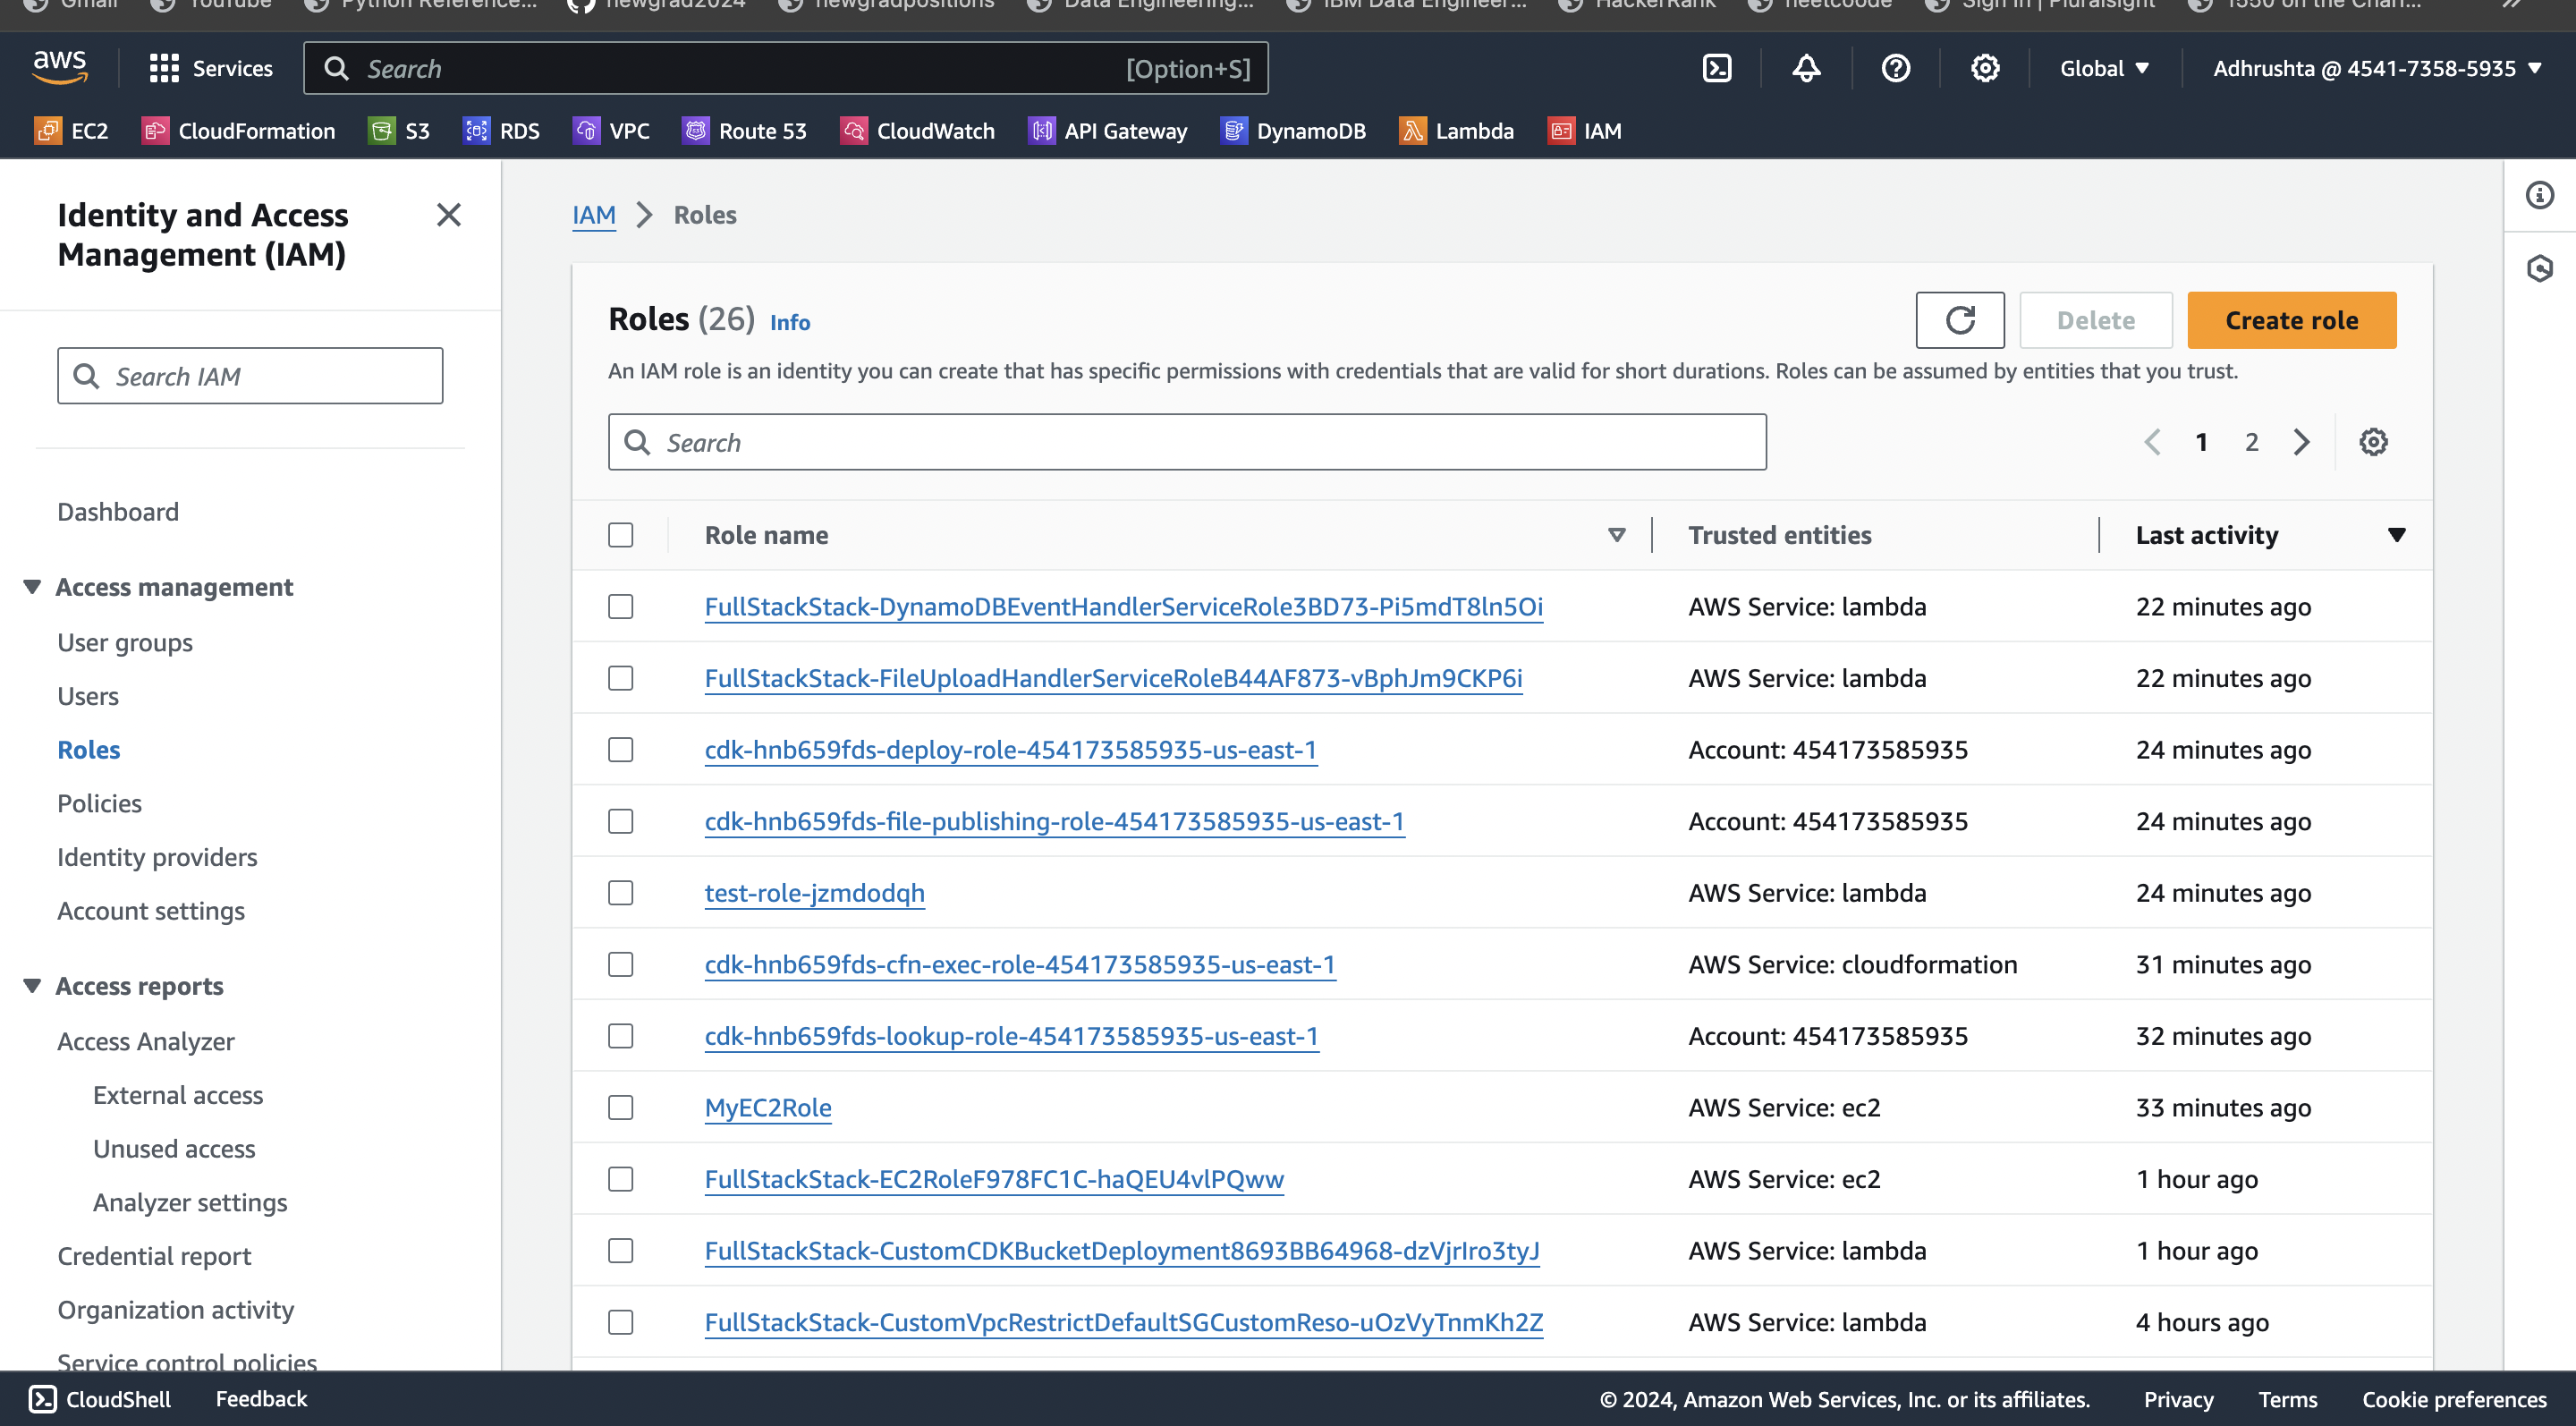 Gmail YouTube Python Reference... newgrad2024 newgradpositions Data Engineering... IBM Data Engineer... HackerRank neetcoode Sign In | Pluralsight 1550 on the Chart...
aws Services Search [Option+S] Global Adhrushta @ 4541-7358-5935
EC2 CloudFormation S3 RDS VPC Route 53 CloudWatch API Gateway DynamoDB Lambda IAM
Identity and Access
Management (IAM)
Search IAM
Dashboard
Access management
User groups
Users
Roles
Policies
Identity providers
Account settings
Access reports
Access Analyzer
External access
Unused access
Analyzer settings
Credential report
Organization activity
Service control policies
IAM > Roles
Roles (26) Info
Delete
Create role
An IAM role is an identity you can create that has specific permissions with credentials that are valid for short durations. Roles can be assumed by entities that you trust.
Search
1 2
Role name Trusted entities Last activity
FullStackStack-DynamoDBEventHandlerServiceRole3BD73-Pi5mdT8ln5Oi AWS Service: lambda 22 minutes ago
FullStackStack-FileUploadHandlerServiceRoleB44AF873-vBphJm9CKP6i AWS Service: lambda 22 minutes ago
cdk-hnb659fds-deploy-role-454173585935-us-east-1 Account: 454173585935 24 minutes ago
cdk-hnb659fds-file-publishing-role-454173585935-us-east-1 Account: 454173585935 24 minutes ago
test-role-jzmdodqh AWS Service: lambda 24 minutes ago
cdk-hnb659fds-cfn-exec-role-454173585935-us-east-1 AWS Service: cloudformation 31 minutes ago
cdk-hnb659fds-lookup-role-454173585935-us-east-1 Account: 454173585935 32 minutes ago
MyEC2Role AWS Service: ec2 33 minutes ago
FullStackStack-EC2RoleF978FC1C-haQEU4vlPQww AWS Service: ec2 1 hour ago
FullStackStack-CustomCDKBucketDeployment8693BB64968-dzVjrIro3tyJ AWS Service: lambda 1 hour ago
FullStackStack-CustomVpcRestrictDefaultSGCustomReso-uOzVyTnmKh2Z AWS Service: lambda 4 hours ago
CloudShell Feedback © 2024, Amazon Web Services, Inc. or its affiliates. Privacy Terms Cookie preferences